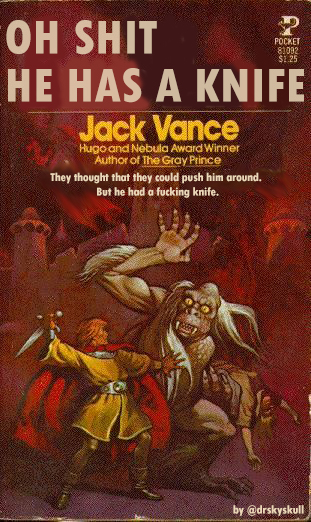 OH SHIT
HE HAS A KNIFE
P
POCKET
81092
$1.25
Jack Vance
Hugo and Nebula Award Winner
Author of The Gray Prince
They thought that they could push him around.
But he had a fucking knife.
by @drskyskull